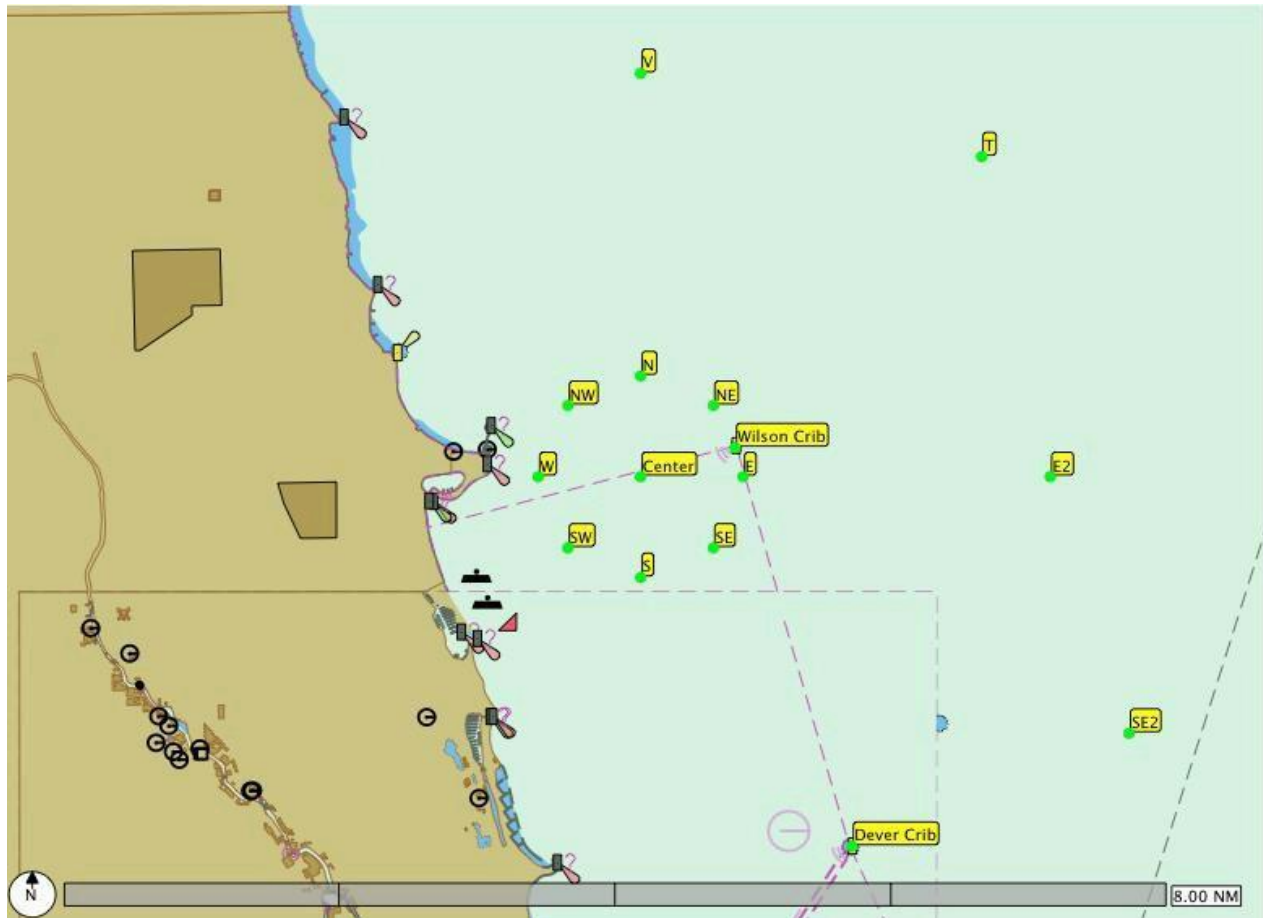 V
T
N
NW
NE
Wilson Crib
W
Center
E
E2
SW
SE
S
SE2
Dever Crib
N
8.00 NM